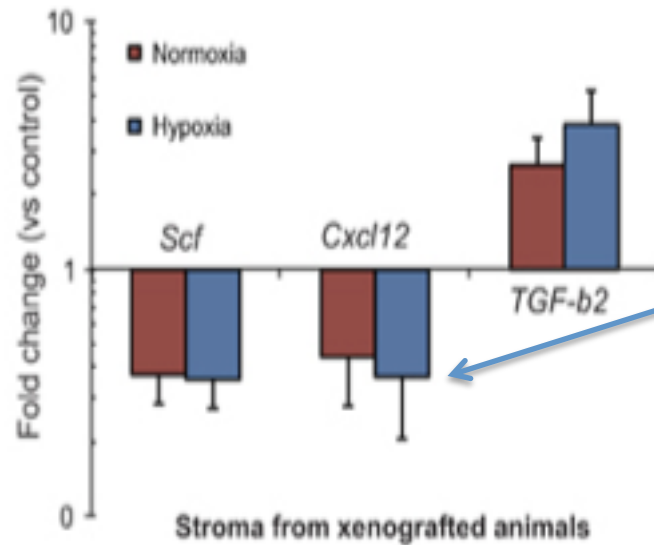 Fold change (vs control)
10
1
0
Normoxia
Hypoxia
Scf
Cxcl12
TGF-b2
Stroma from xenografted animals